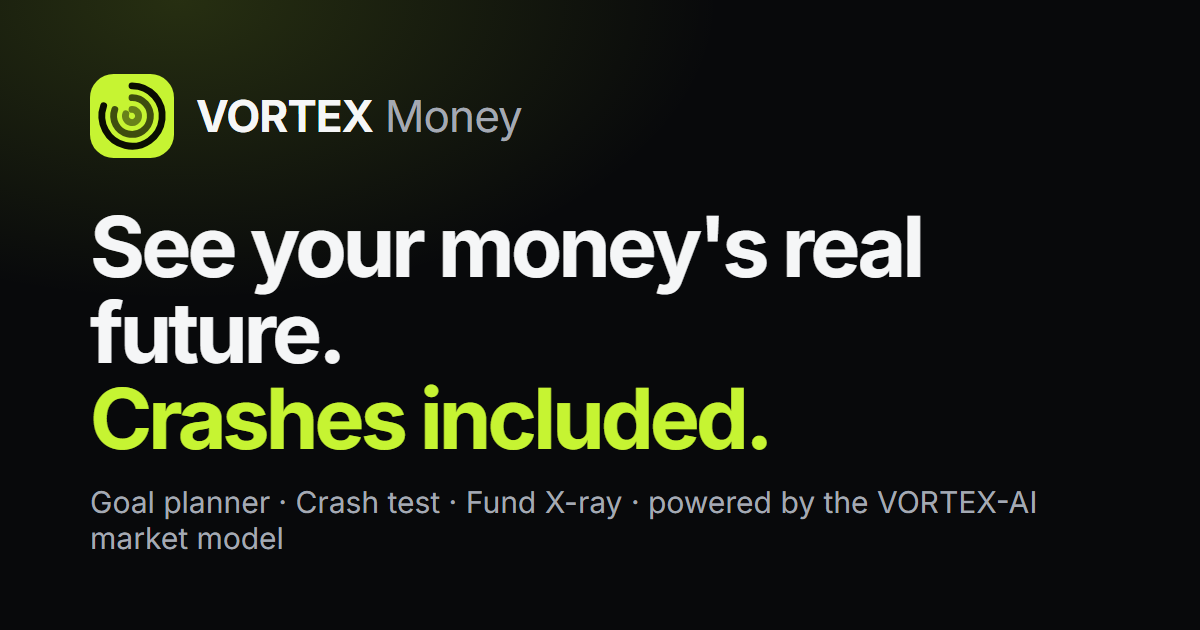 VORTEX Money
See your money's real
future.
Crashes included.
Goal planner · Crash test · Fund X-ray · powered by the VORTEX-AI
market model